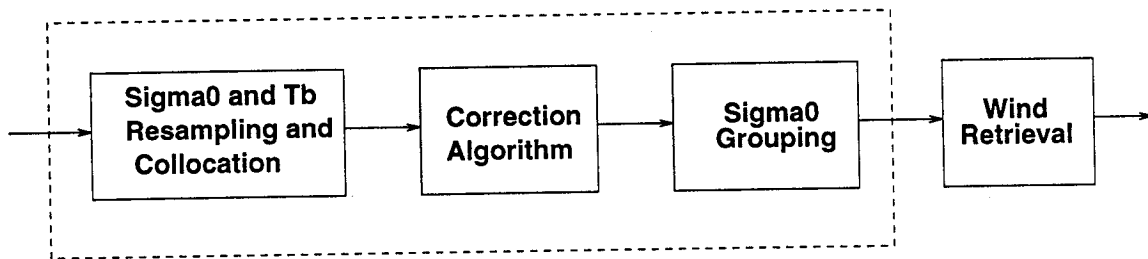 Sigma0 and Tb
Resampling and
Collocation
Correction
Algorithm
Sigma0
Grouping
Wind
Retrieval